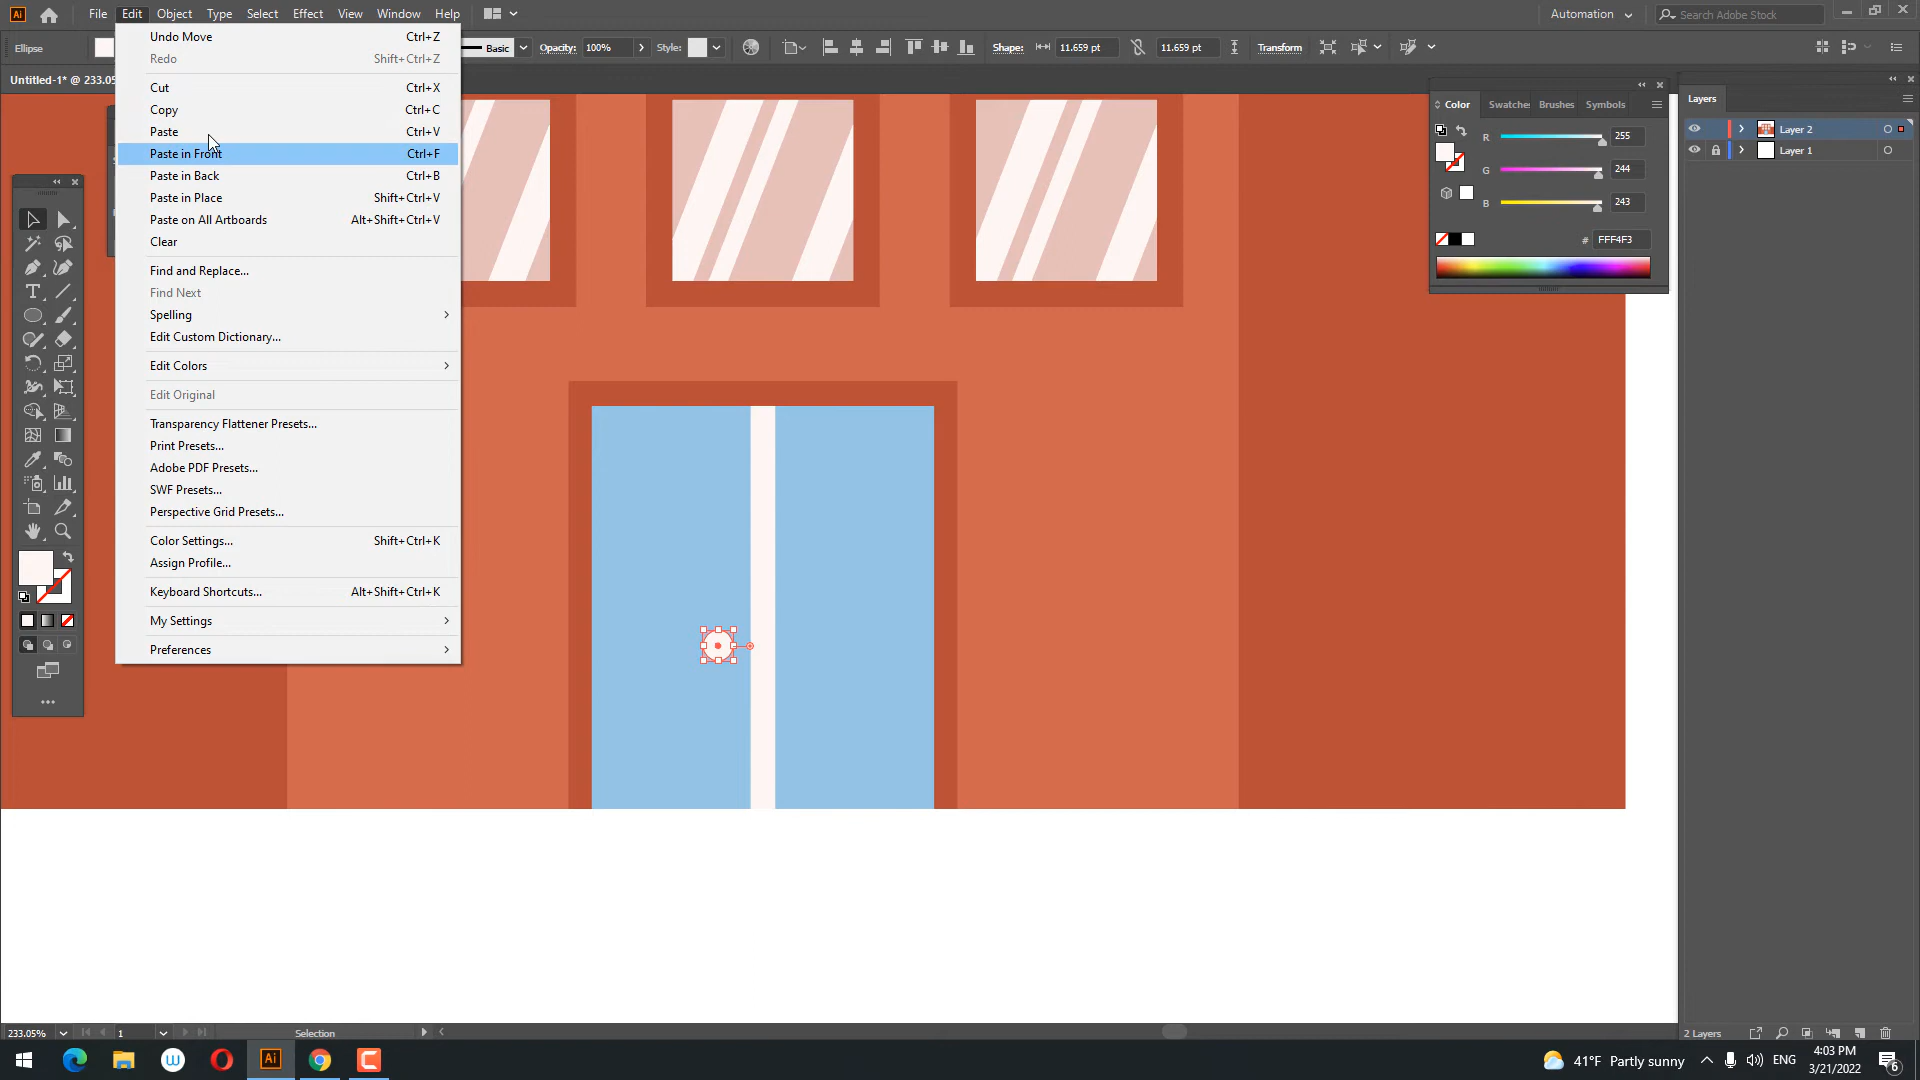 Ai File Edit Object Type Select Effect View Window Help Automation Search Adobe Stock
Ellipse Basic Opacity: 100% Style: Shape: 11.659 pt 11.659 pt Transform
Untitled-1* @ 233.05
Undo Move Ctrl+Z
Redo Shift+Ctrl+Z
Cut Ctrl+X
Copy Ctrl+C
Paste Ctrl+V
Paste in Front Ctrl+F
Paste in Back Ctrl+B
Paste in Place Shift+Ctrl+V
Paste on All Artboards Alt+Shift+Ctrl+V
Clear
Find and Replace...
Find Next
Spelling
Edit Custom Dictionary...
Edit Colors
Edit Original
Transparency Flattener Presets...
Print Presets...
Adobe PDF Presets...
SWF Presets...
Perspective Grid Presets...
Color Settings... Shift+Ctrl+K
Assign Profile...
Keyboard Shortcuts... Alt+Shift+Ctrl+K
My Settings
Preferences
Color Swatches Brushes Symbols
R 255
G 244
B 243
# FFF4F3
Layers
Layer 2
Layer 1
233.05% 1 Selection 2 Layers
Ai 41°F Partly sunny ENG 4:03 PM
3/21/2022 6